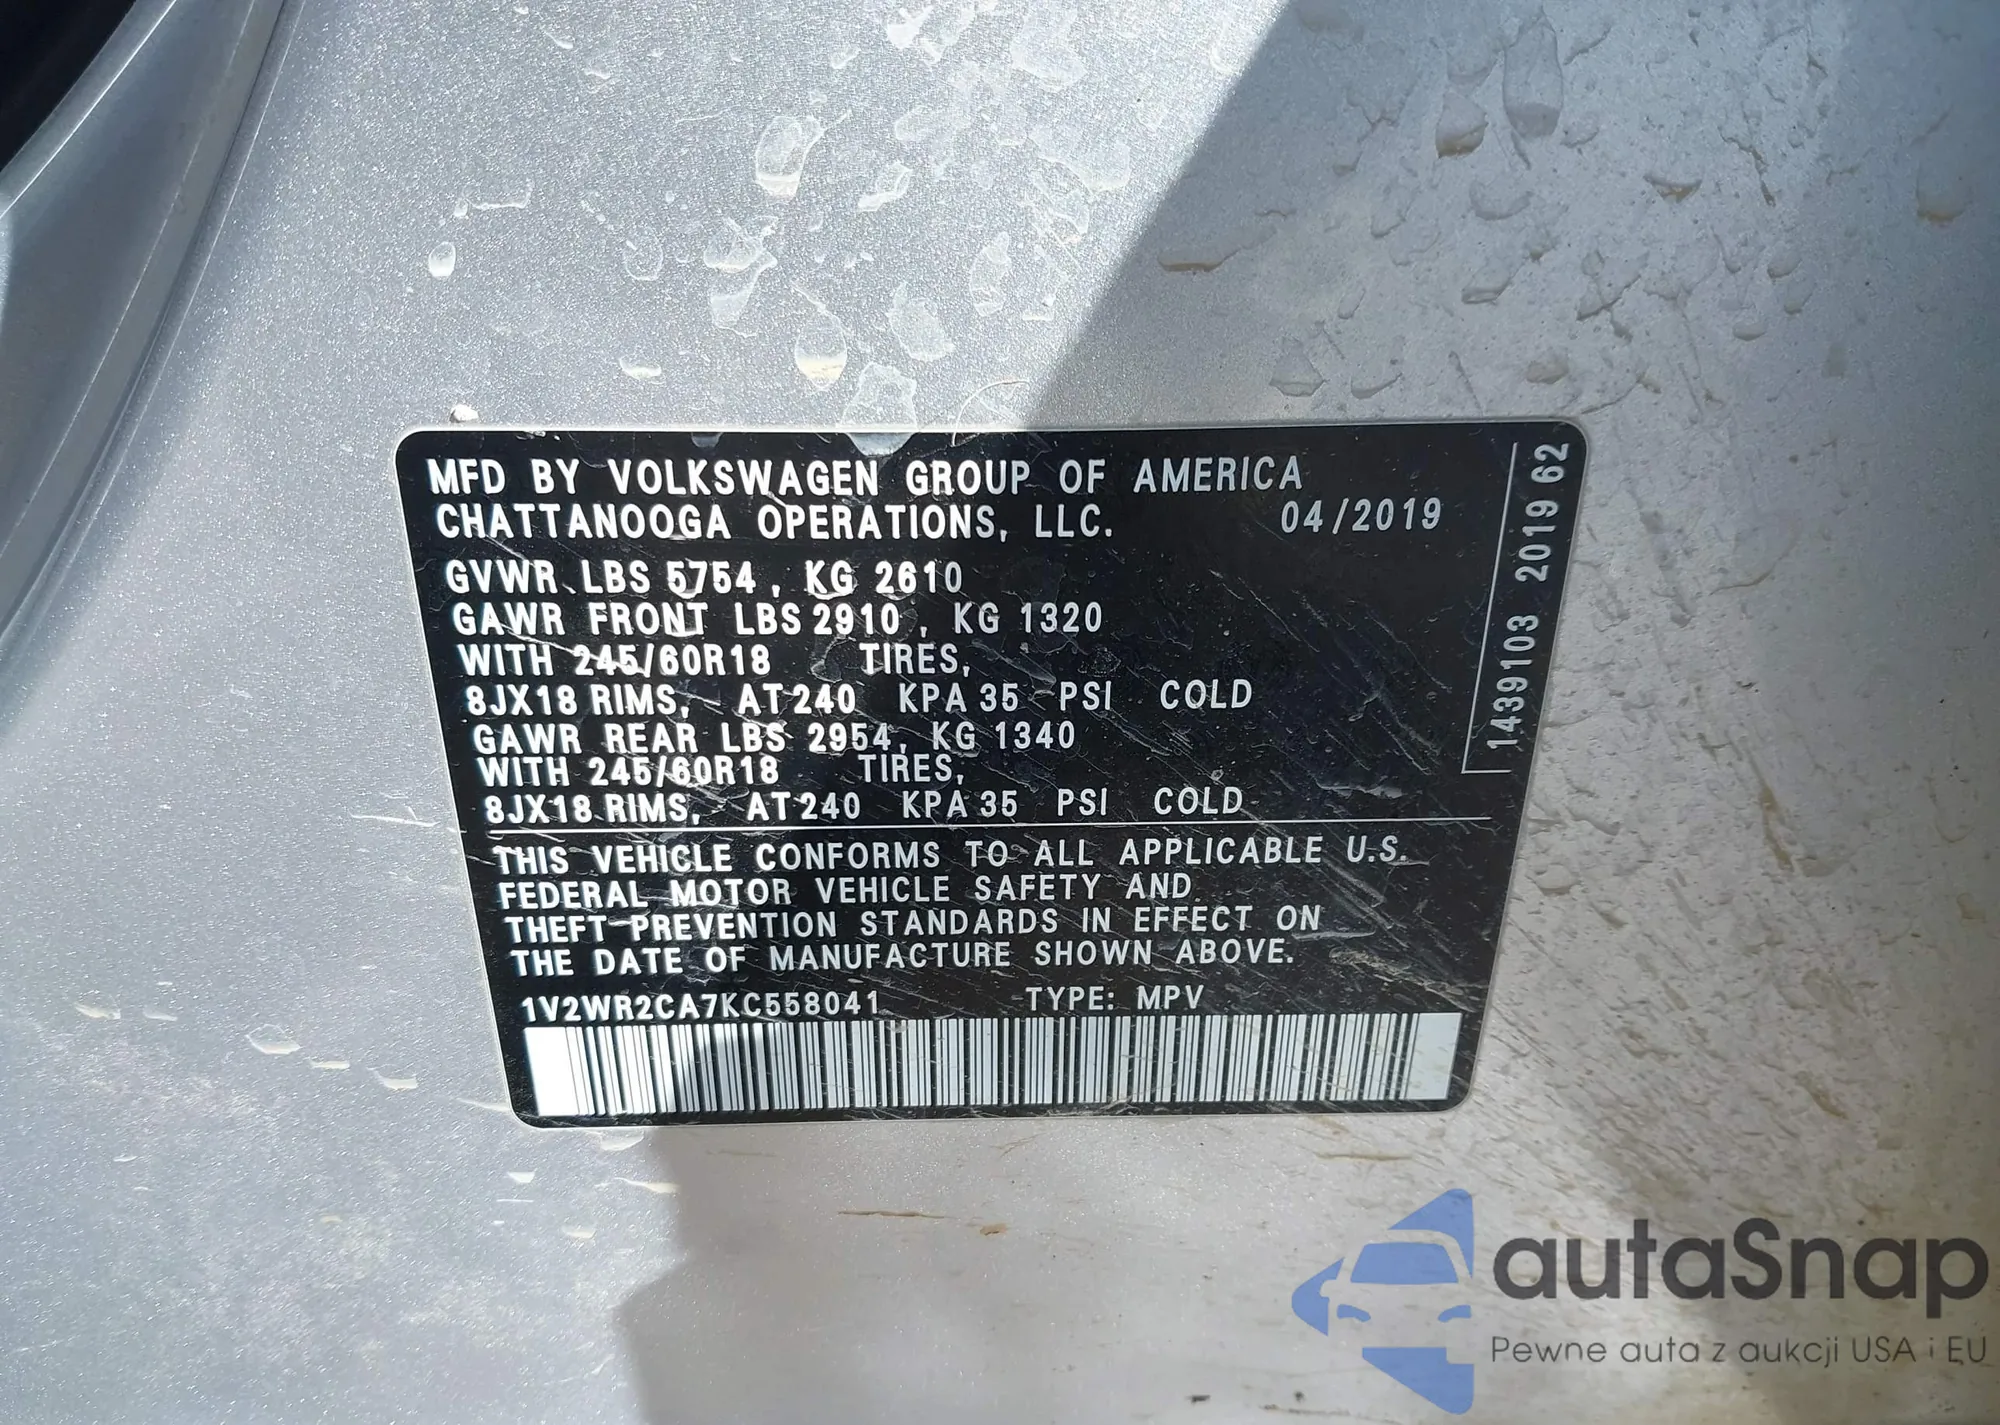 MFD BY VOLKSWAGEN GROUP OF AMERICA
CHATTANOOGA OPERATIONS, LLC. 04/2019
GVWR LBS 5754, KG 2610
GAWR FRONT LBS 2910, KG 1320
WITH 245/60R18 TIRES,
8JX18 RIMS, AT 240 KPA 35 PSI COLD
GAWR REAR LBS 2954, KG 1340
WITH 245/60R18 TIRES,
8JX18 RIMS, AT 240 KPA 35 PSI COLD
THIS VEHICLE CONFORMS TO ALL APPLICABLE U.S.
FEDERAL MOTOR VEHICLE SAFETY AND
THEFT PREVENTION STANDARDS IN EFFECT ON
THE DATE OF MANUFACTURE SHOWN ABOVE.
1V2WR2CA7KC558041 TYPE: MPV
1439103 2019 62
autaSnap
Pewne auta z aukcji USA i EU